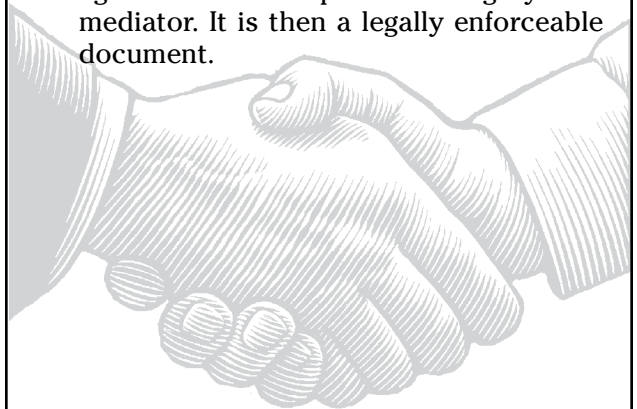 mediator. It is then a legally enforceable
document.